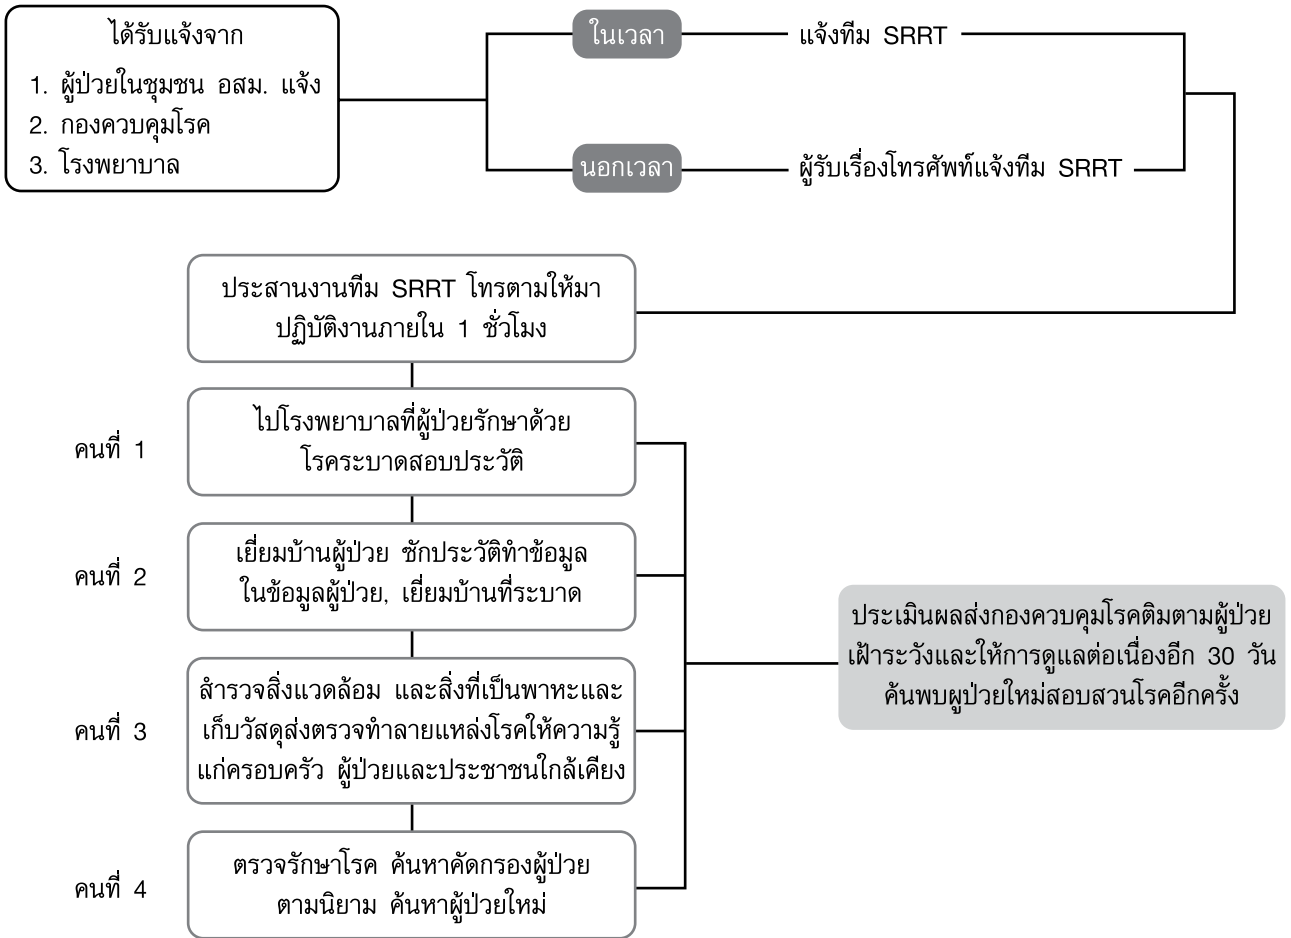 ได้รับแจ้งจาก
1. ผู้ป่วยในชุมชน อสม. แจ้ง
2. กองควบคุมโรค
3. โรงพยาบาล
ในเวลา
แจ้งทีม SRRT
นอกเวลา
ผู้รับเรื่องโทรศัพท์แจ้งทีม SRRT
ประสานงานทีม SRRT โทรตามให้มา
ปฏิบัติงานภายใน 1 ชั่วโมง
คนที่ 1
ไปโรงพยาบาลที่ผู้ป่วยรักษาด้วย
โรคระบาดสอบประวัติ
คนที่ 2
เยี่ยมบ้านผู้ป่วย ซักประวัติทำข้อมูล
ในข้อมูลผู้ป่วย, เยี่ยมบ้านที่ระบาด
คนที่ 3
สำรวจสิ่งแวดล้อม และสิ่งที่เป็นพาหะและ
เก็บวัสดุส่งตรวจทำลายแหล่งโรคให้ความรู้
แก่ครอบครัว ผู้ป่วยและประชาชนใกล้เคียง
คนที่ 4
ตรวจรักษาโรค ค้นหาคัดกรองผู้ป่วย
ตามนิยาม ค้นหาผู้ป่วยใหม่
ประเมินผลส่งกองควบคุมโรคติมตามผู้ป่วย
เฝ้าระวังและให้การดูแลต่อเนื่องอีก 30 วัน
ค้นพบผูป่วยใหม่สอบสวนโรคอีกครั้ง